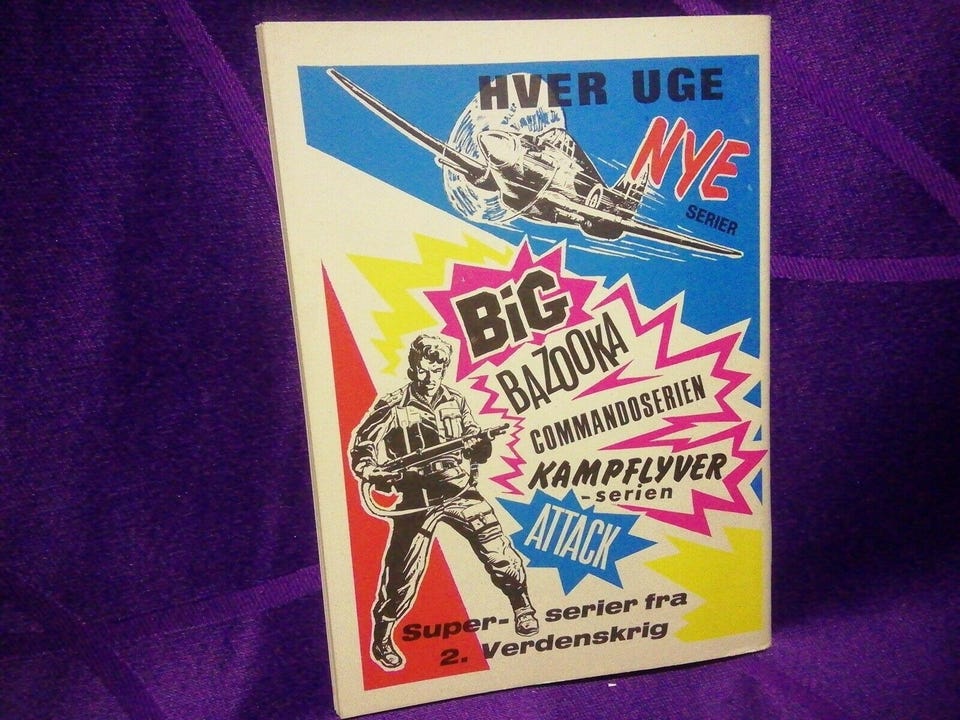 HVER UGE
NYE
SERIER
BiG
BAZOOKA
COMMANDOSERIEN
KAMPFLYVER
-serien
ATTACK
Super- serier fra
2. Verdenskrig